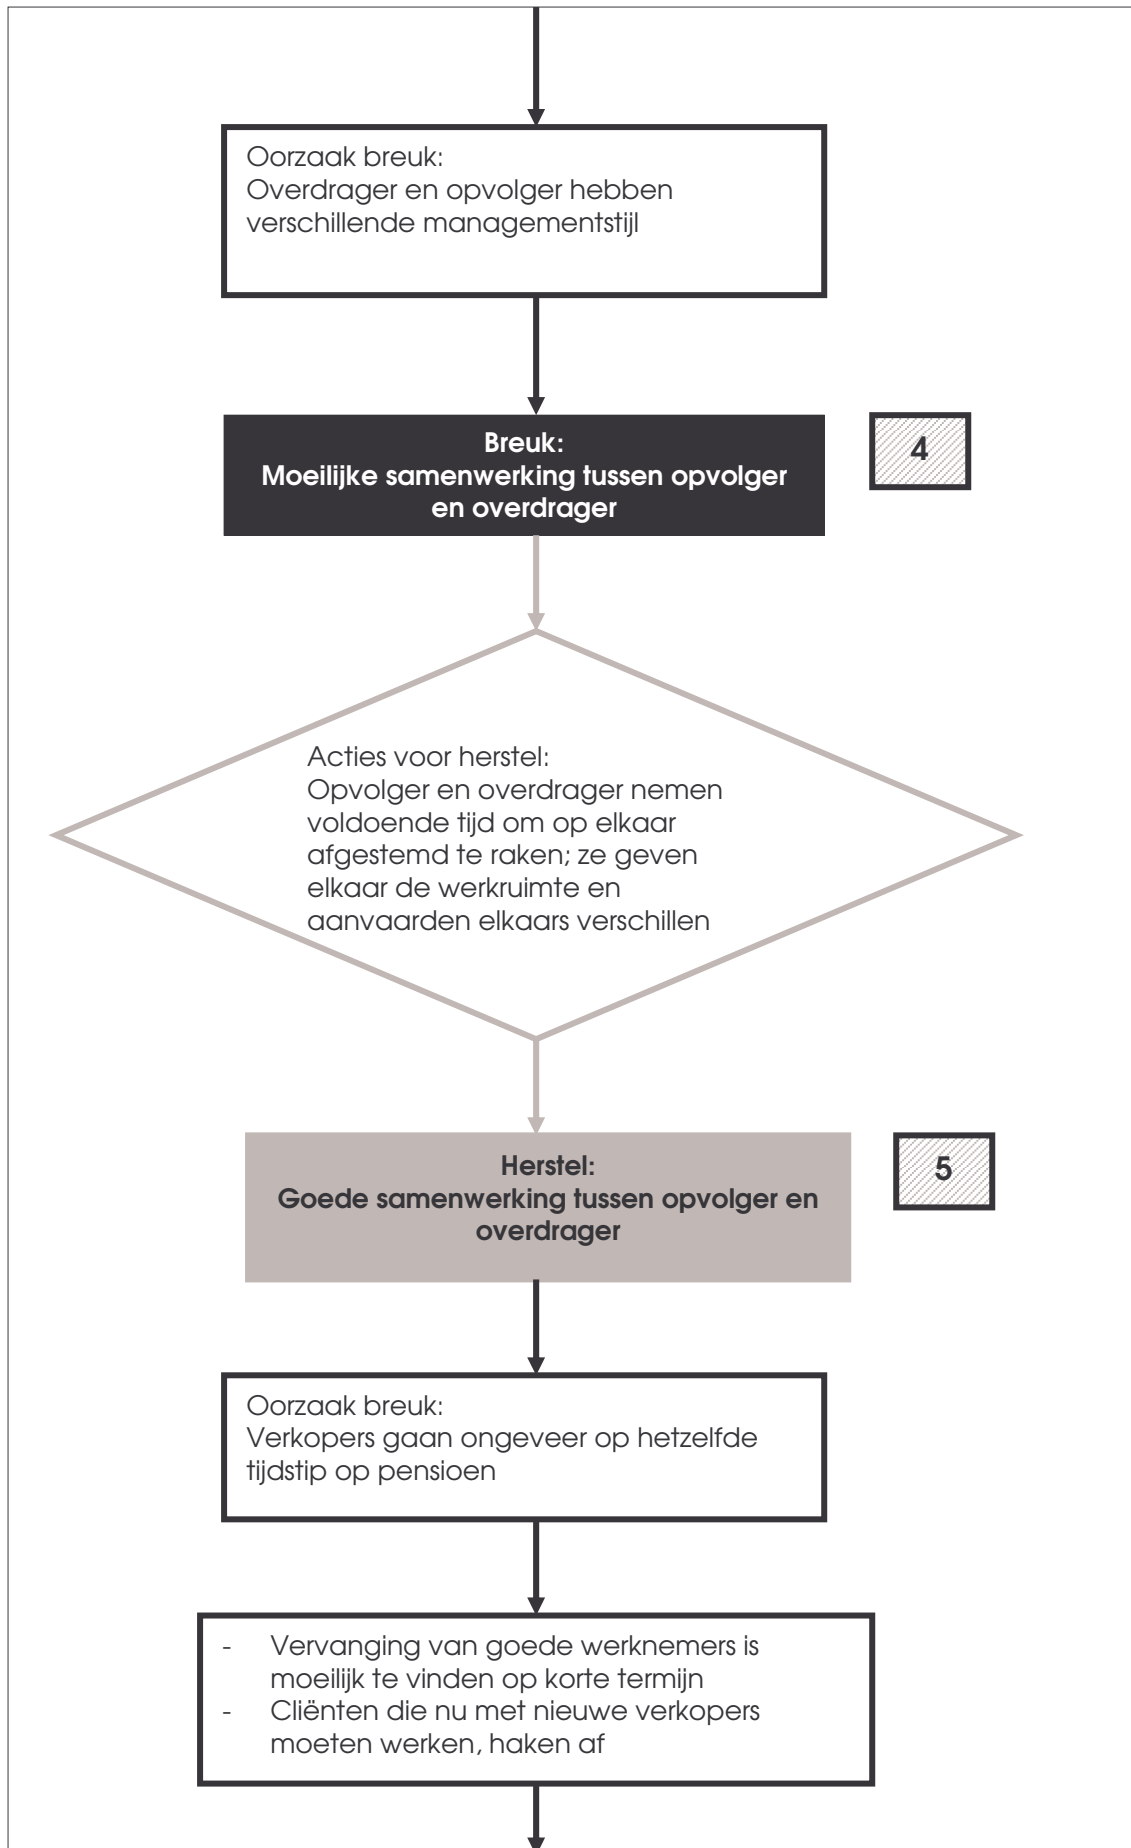 Oorzaak breuk:
Overdrager en opvolger hebben
verschillende managementstijl
Breuk:
Moeilijke samenwerking tussen opvolger
en overdrager
4
Acties voor herstel:
Opvolger en overdrager nemen
voldoende tijd om op elkaar
afgestemd te raken; ze geven
elkaar de werkruimte en
aanvaarden elkaars verschillen
Herstel:
Goede samenwerking tussen opvolger en
overdrager
5
Oorzaak breuk:
Verkopers gaan ongeveer op hetzelfde
tijdstip op pensioen
- Vervanging van goede werknemers is
moeilijk te vinden op korte termijn
- Cliënten die nu met nieuwe verkopers
moeten werken, haken af